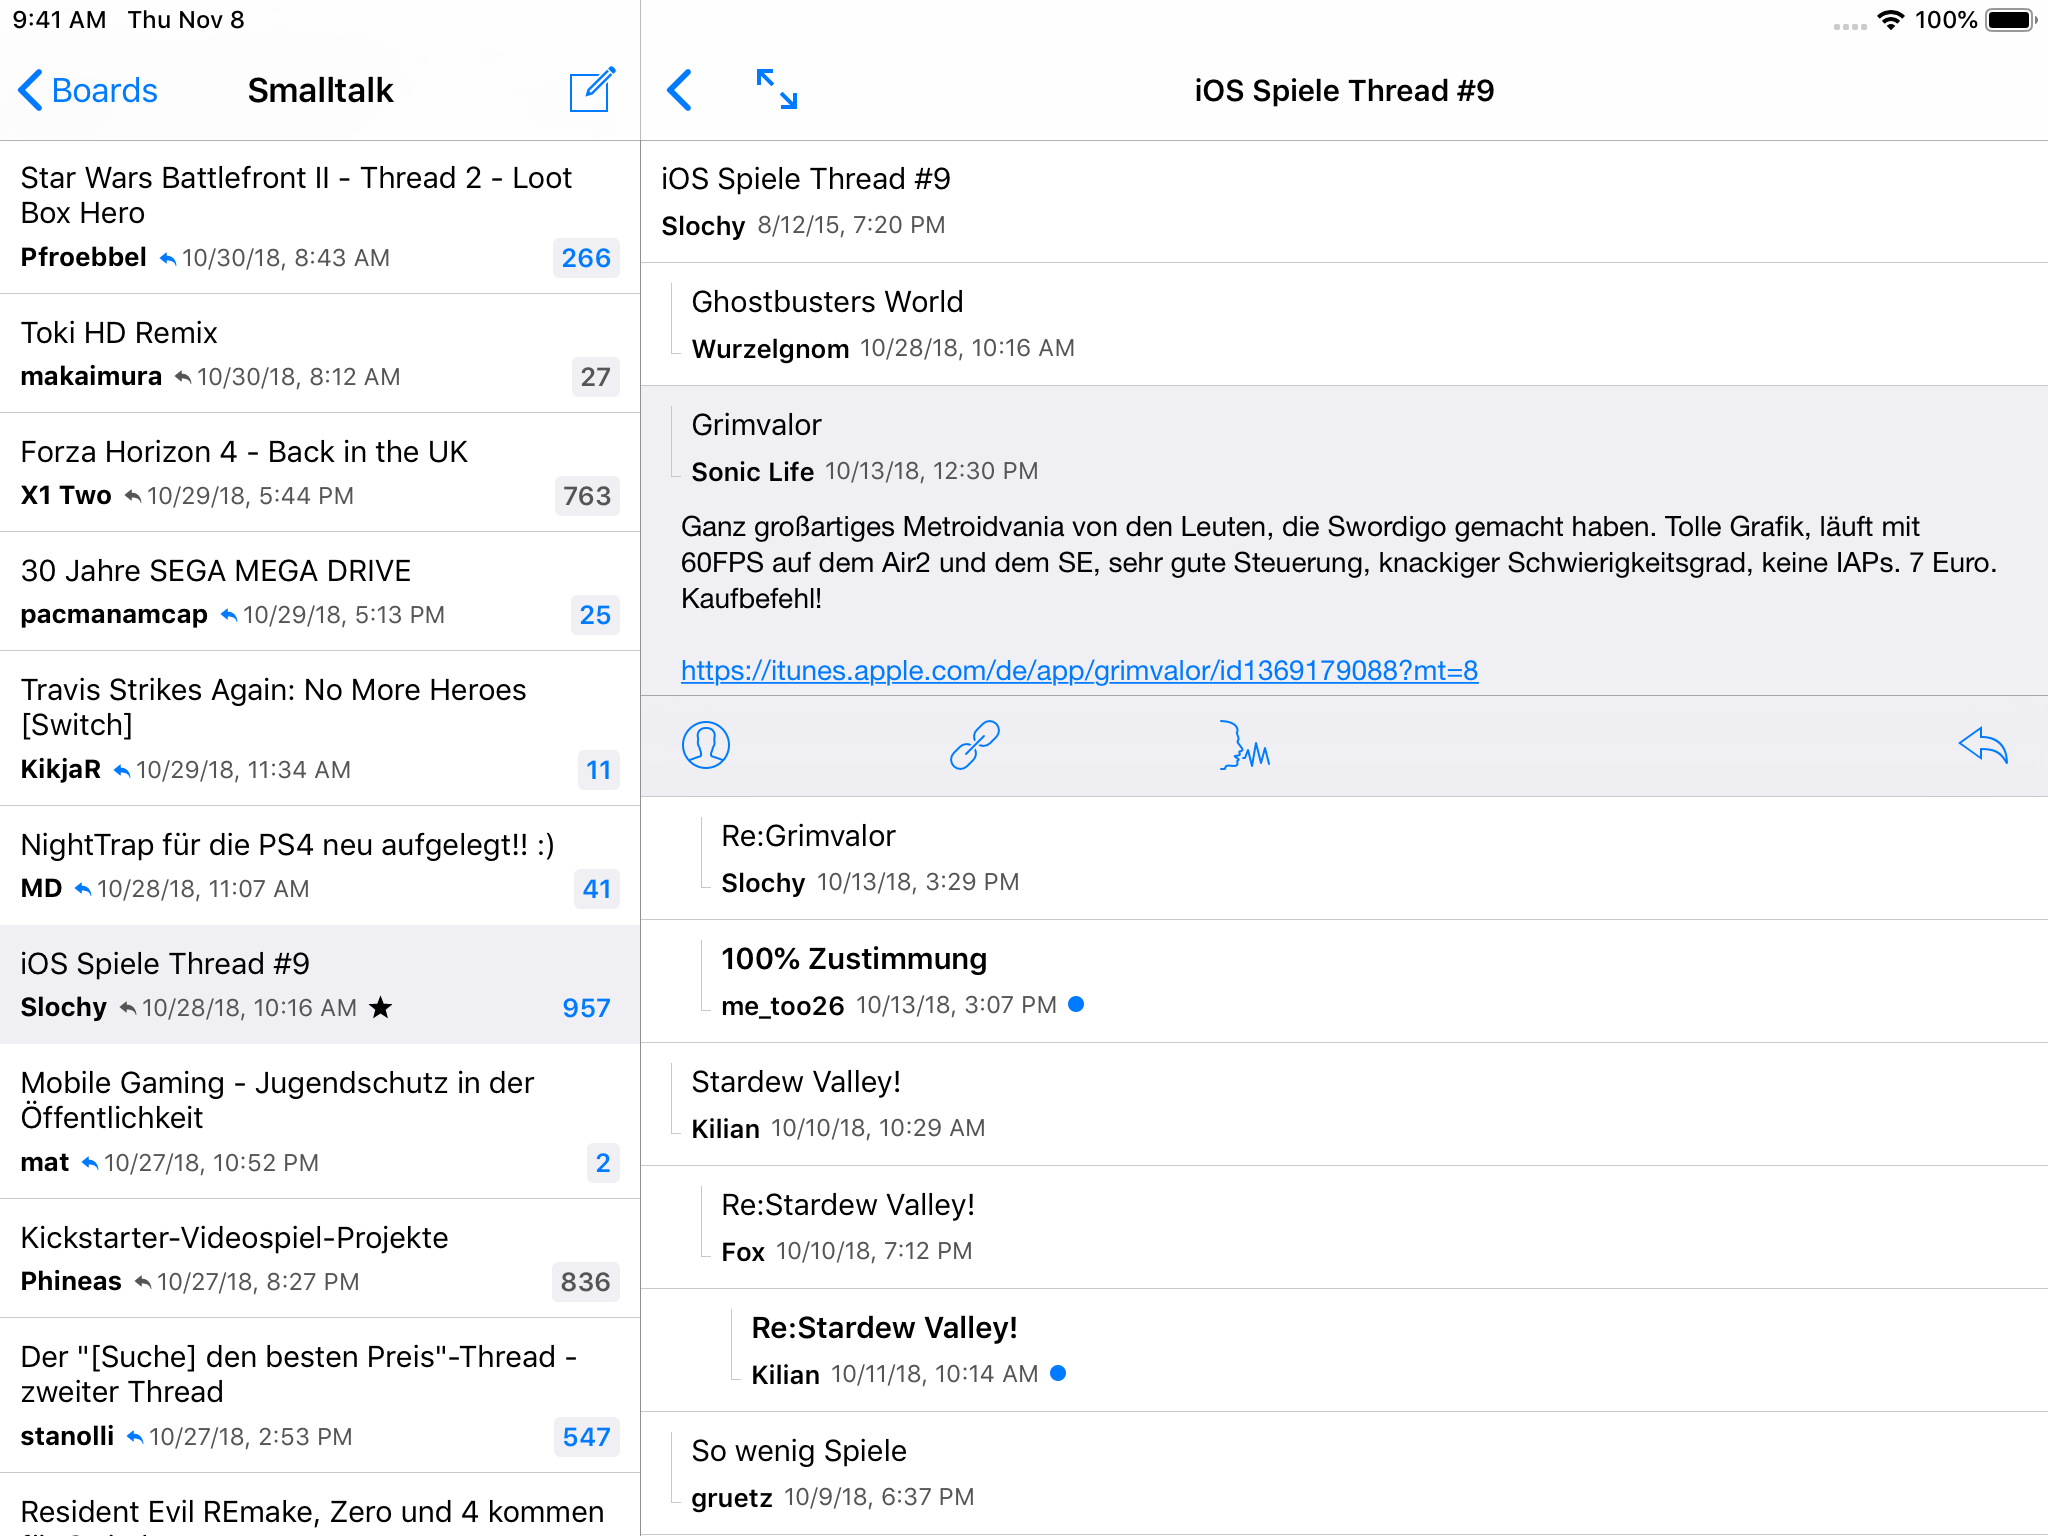 9:41 AM Thu Nov 8
100%
Boards
Smalltalk
Star Wars Battlefront II - Thread 2 - Loot
Box Hero
Pfroebbel 10/30/18, 8:43 AM 266
Toki HD Remix
makaimura 10/30/18, 8:12 AM 27
Forza Horizon 4 - Back in the UK
X1 Two 10/29/18, 5:44 PM 763
30 Jahre SEGA MEGA DRIVE
pacmanamcap 10/29/18, 5:13 PM 25
Travis Strikes Again: No More Heroes
[Switch]
KikjaR 10/29/18, 11:34 AM 11
NightTrap für die PS4 neu aufgelegt!! :)
MD 10/28/18, 11:07 AM 41
iOS Spiele Thread #9
Slochy 10/28/18, 10:16 AM ★ 957
Mobile Gaming - Jugendschutz in der
Öffentlichkeit
mat 10/27/18, 10:52 PM 2
Kickstarter-Videospiel-Projekte
Phineas 10/27/18, 8:27 PM 836
Der "[Suche] den besten Preis"-Thread -
zweiter Thread
stanolli 10/27/18, 2:53 PM 547
Resident Evil REmake, Zero und 4 kommen
iOS Spiele Thread #9
iOS Spiele Thread #9
Slochy 8/12/15, 7:20 PM
Ghostbusters World
Wurzelgnom 10/28/18, 10:16 AM
Grimvalor
Sonic Life 10/13/18, 12:30 PM
Ganz großartiges Metroidvania von den Leuten, die Swordigo gemacht haben. Tolle Grafik, läuft mit
60FPS auf dem Air2 und dem SE, sehr gute Steuerung, knackiger Schwierigkeitsgrad, keine IAPs. 7 Euro.
Kaufbefehl!
https://itunes.apple.com/de/app/grimvalor/id1369179088?mt=8
Re:Grimvalor
Slochy 10/13/18, 3:29 PM
100% Zustimmung
me_too26 10/13/18, 3:07 PM
Stardew Valley!
Kilian 10/10/18, 10:29 AM
Re:Stardew Valley!
Fox 10/10/18, 7:12 PM
Re:Stardew Valley!
Kilian 10/11/18, 10:14 AM
So wenig Spiele
gruetz 10/9/18, 6:37 PM